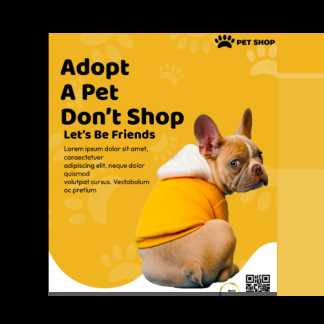 PET SHOP
Adopt
A Pet
Don't Shop
Let's Be Friends
Lorem ipsum dolor sit amet,
consectetuer
adipiscing elit, neque dolor
quismod
volutpat cursus. Vestabolum
ac pretium